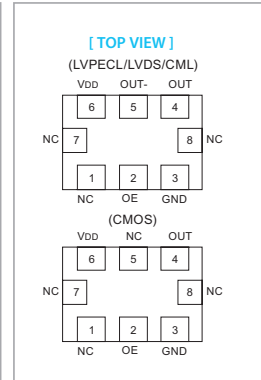 [ TOP VIEW ]
(LVPECL/LVDS/CML)
VDD OUT- OUT
6 5 4
NC 7 8 NC
1 2 3
NC OE GND
(CMOS)
VDD NC OUT
6 5 4
NC 7 8 NC
1 2 3
NC OE GND